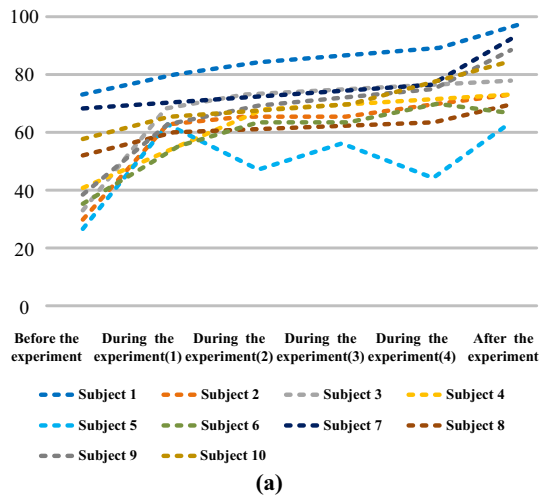 100
80
60
40
20
0
Before the During the During the During the During the After the
experiment experiment(1) experiment(2) experiment(3) experiment(4) experiment
Subject 1 Subject 2 Subject 3 Subject 4
Subject 5 Subject 6 Subject 7 Subject 8
Subject 9 Subject 10
(a)